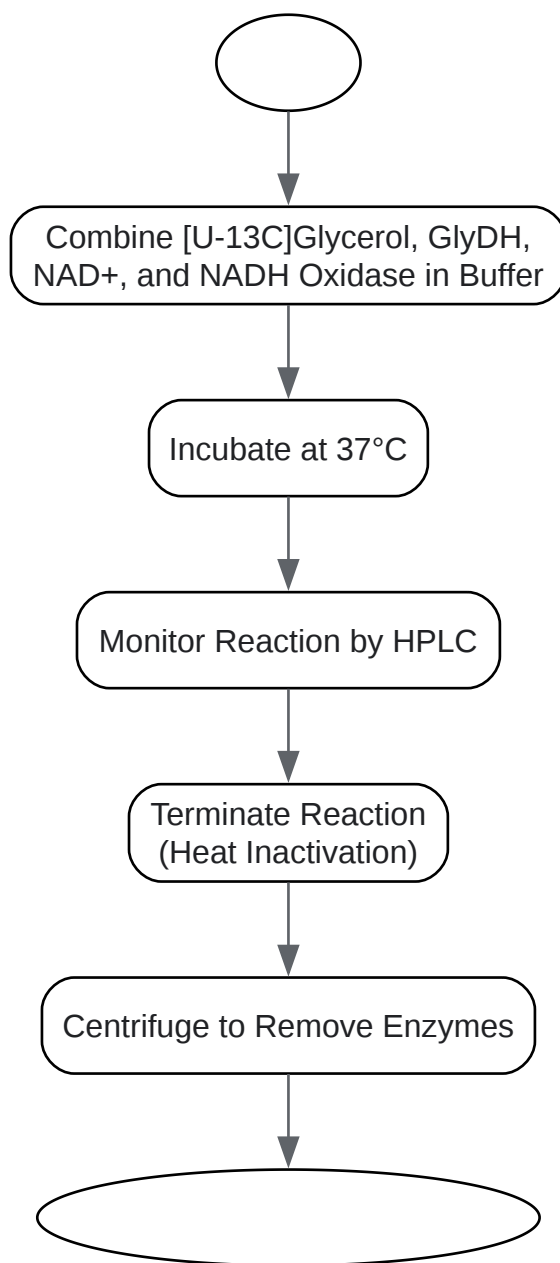 Combine [U-13C]Glycerol, GlyDH,
NAD+, and NADH Oxidase in Buffer
Incubate at 37°C
Monitor Reaction by HPLC
Terminate Reaction
(Heat Inactivation)
Centrifuge to Remove Enzymes